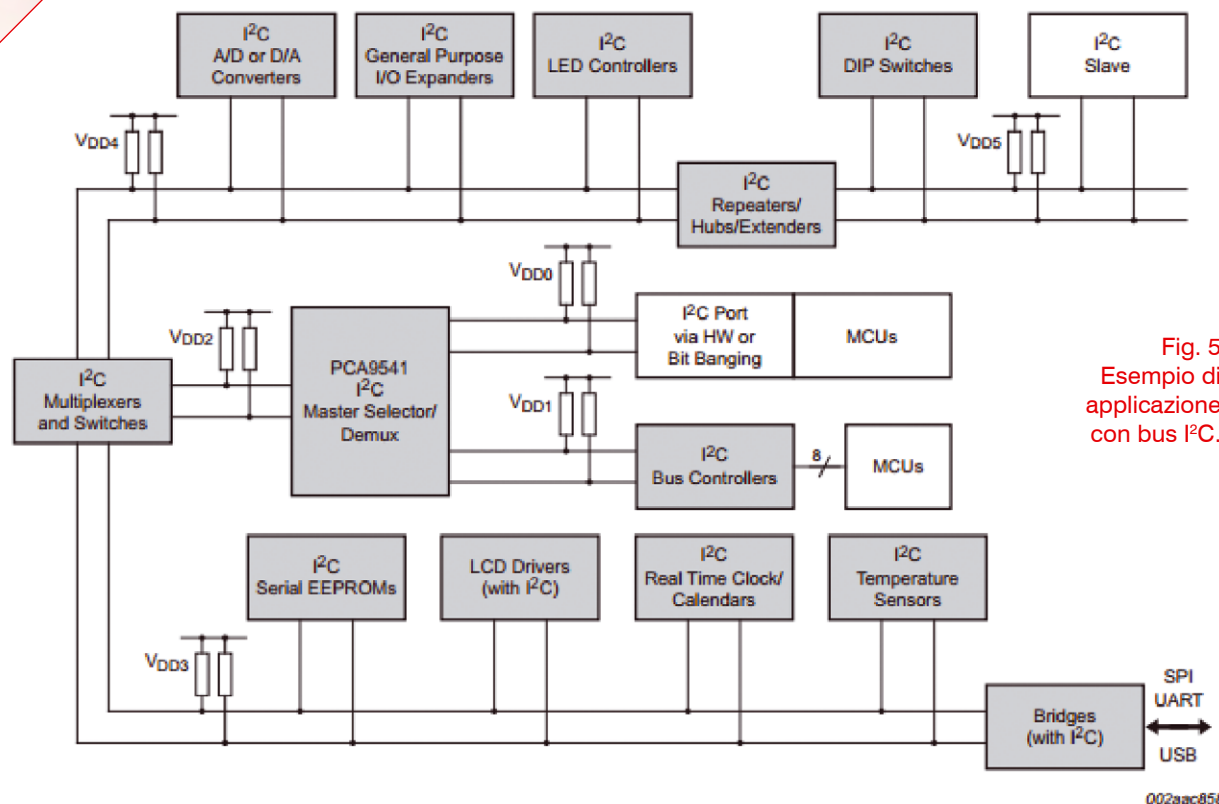 I²C
A/D or D/A
Converters
I²C
General Purpose
I/O Expanders
I²C
LED Controllers
I²C
DIP Switches
I²C
Slave
VDD4
VDD5
I²C
Repeaters/
Hubs/Extenders
VDD0
I²C Port
via HW or
Bit Banging
MCUs
VDD2
PCA9541
I²C
Master Selector/
Demux
I²C
Multiplexers
and Switches
VDD1
I²C
Bus Controllers
8
MCUs
Fig. 5
Esempio di
applicazione
con bus I²C.
I²C
Serial EEPROMs
LCD Drivers
(with I²C)
I²C
Real Time Clock/
Calendars
I²C
Temperature
Sensors
VDD3
Bridges
(with I²C)
SPI
UART
USB